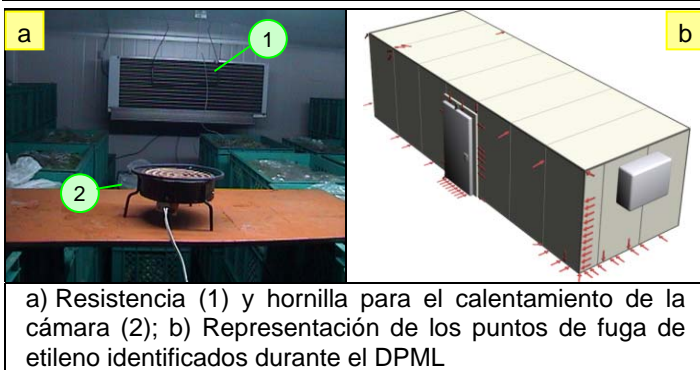 a
1
2
b
a) Resistencia (1) y hornilla para el calentamiento de la
cámara (2); b) Representación de los puntos de fuga de
etileno identificados durante el DPML